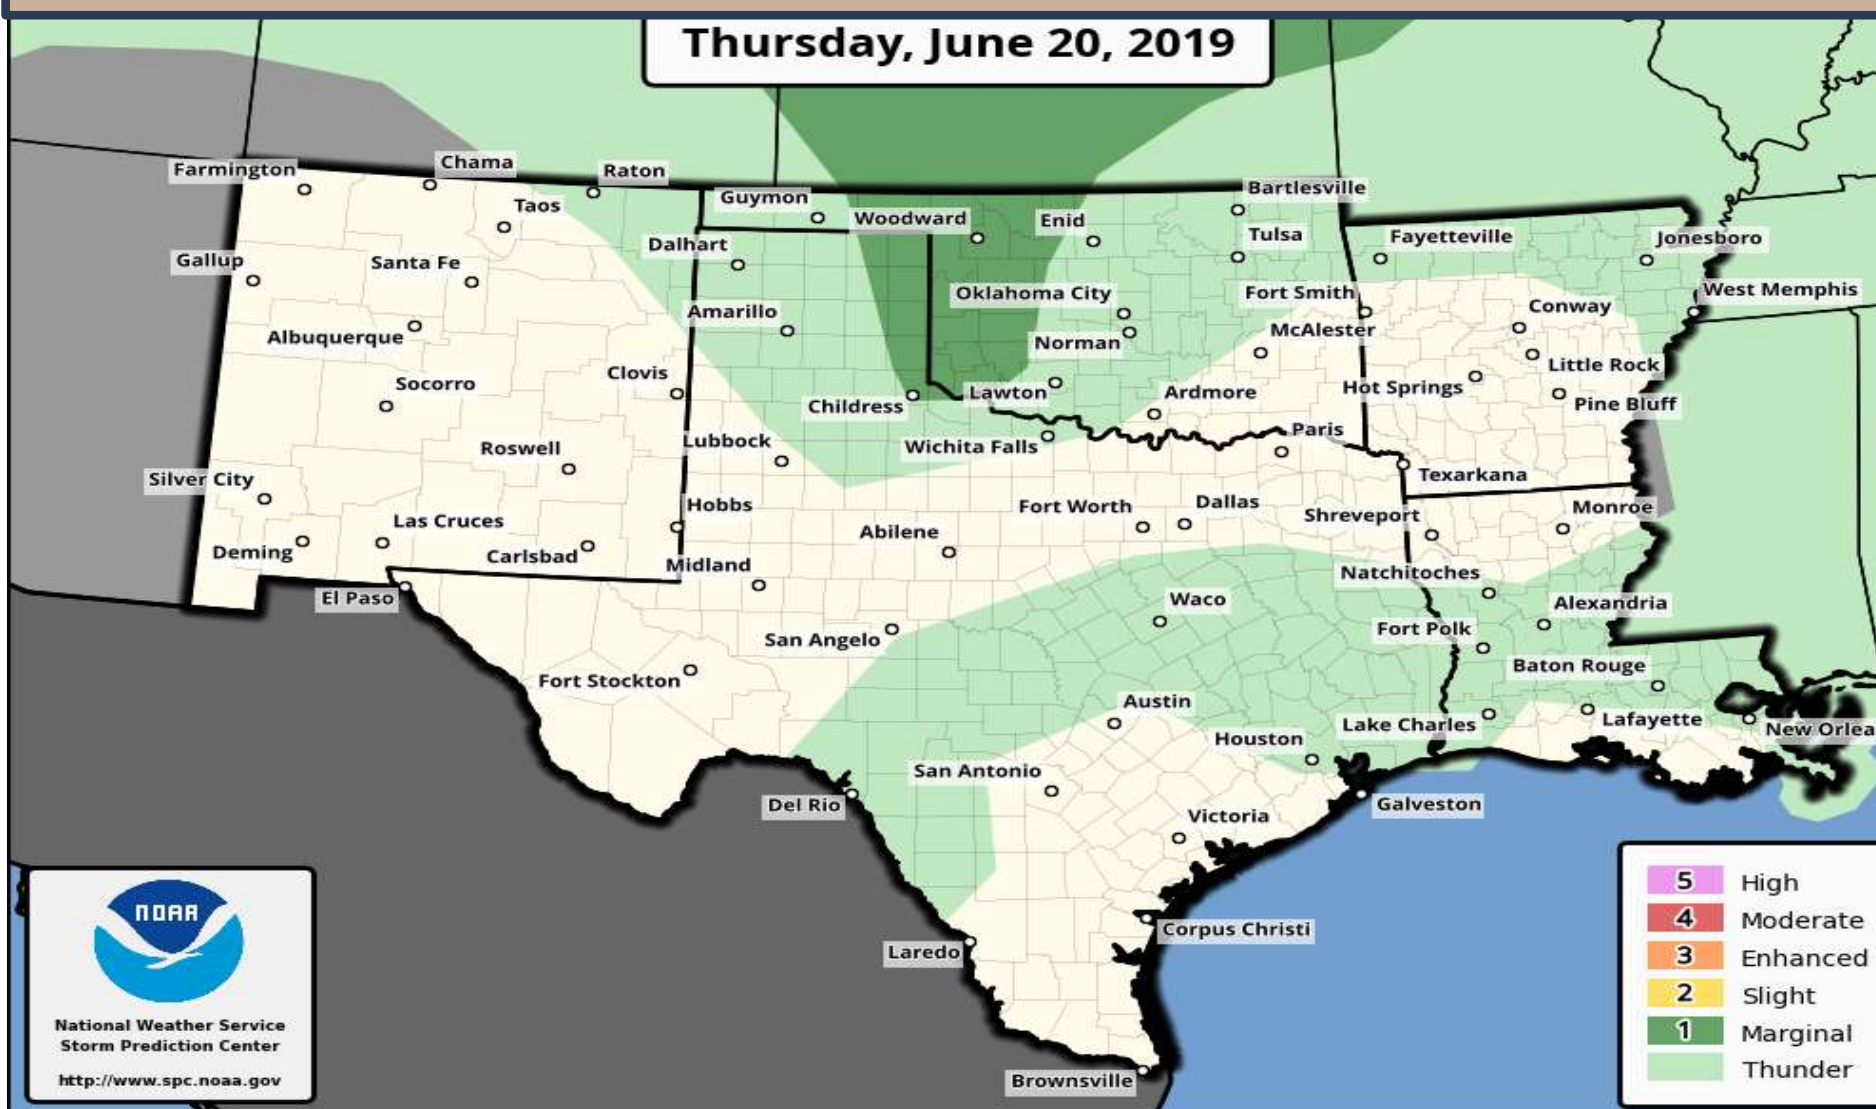 Thursday, June 20, 2019
Farmington
Chama
Raton
Guymon
Bartlesville
Taos
Woodward
Enid
Tulsa
Fayetteville
Jonesboro
Gallup
Santa Fe
Dalhart
Oklahoma City
Fort Smith
West Memphis
Amarillo
Conway
Albuquerque
Norman
McAlester
Little Rock
Socorro
Clovis
Childress
Lawton
Ardmore
Hot Springs
Pine Bluff
Roswell
Lubbock
Wichita Falls
Paris
Texarkana
Silver City
Hobbs
Fort Worth
Dallas
Shreveport
Monroe
Las Cruces
Abilene
Deming
Carlsbad
Midland
Natchitoches
El Paso
Waco
Alexandria
San Angelo
Fort Polk
Fort Stockton
Baton Rouge
Austin
Lake Charles
Lafayette
New Orlea
Houston
San Antonio
Del Rio
Victoria
Galveston
Corpus Christi
Laredo
Brownsville
NOAA
National Weather Service
Storm Prediction Center
http://www.spc.noaa.gov
5 High
4 Moderate
3 Enhanced
2 Slight
1 Marginal
Thunder